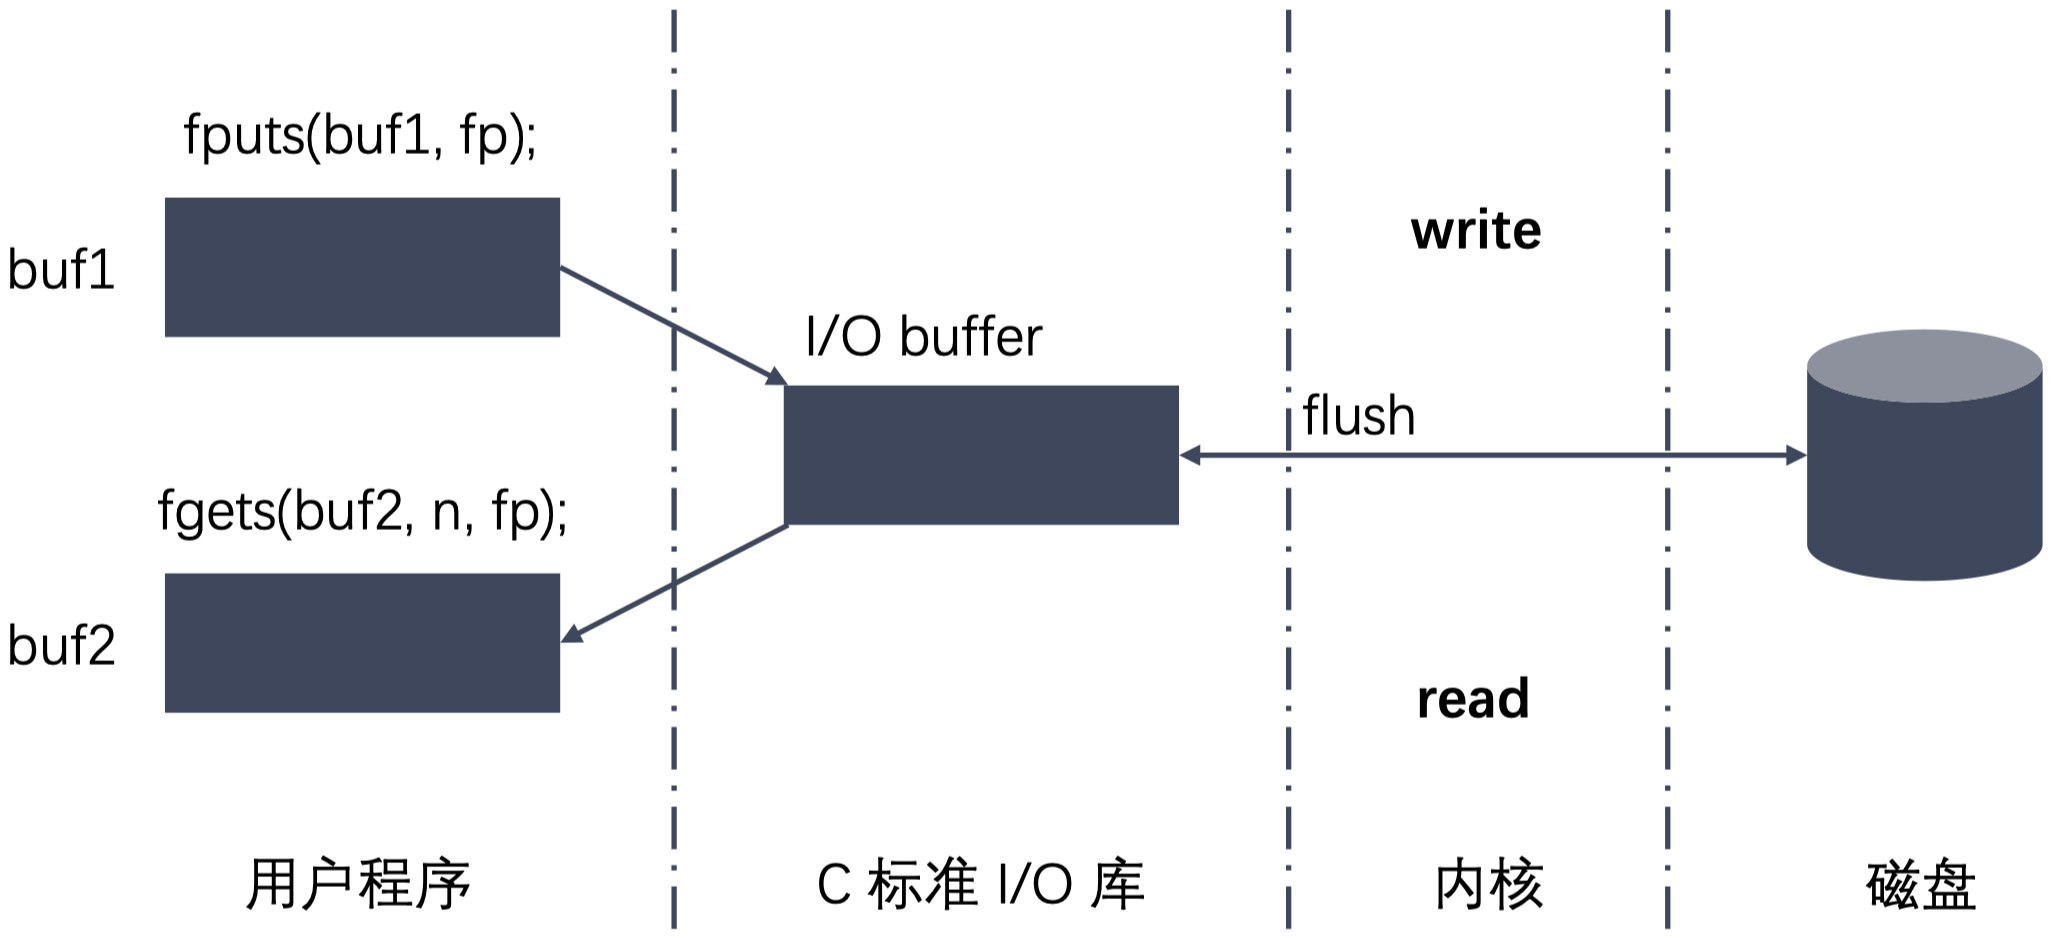 fputs(buf1, fp);
buf1
I/O buffer
write
flush
fgets(buf2, n, fp);
buf2
read
用户程序
C 标准 I/O 库
内核
磁盘